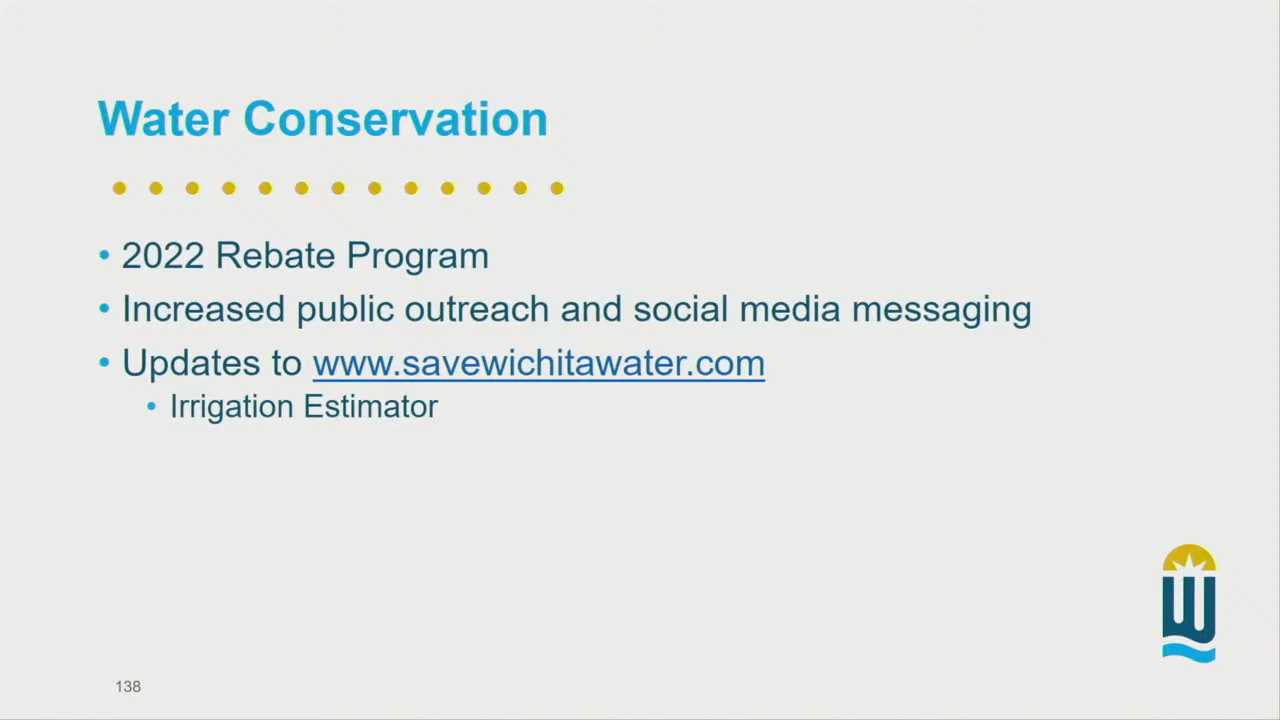 Water Conservation
• 2022 Rebate Program
• Increased public outreach and social media messaging
• Updates to www.savewichitawater.com
• Irrigation Estimator
W
138